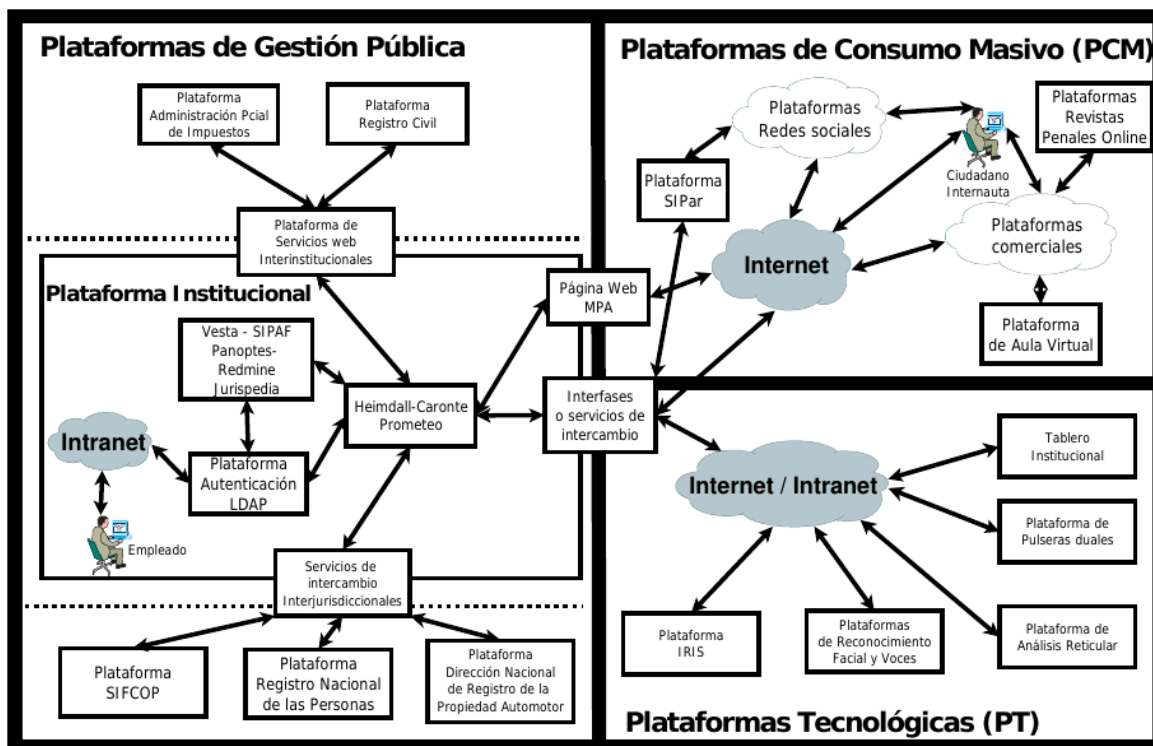 Plataformas de Gestión Pública
Plataforma
Administración Pcial
de Impuestos
Plataforma
Registro Civil
Plataforma de
Servicios web
Interinstitucionales
Plataforma Institucional
Vesta - SIPAF
Panoptes-
Redmine
Jurispedia
Heimdall-Caronte
Prometeo
Intranet
Plataforma
Autenticación
LDAP
Empleado
Servicios de
intercambio
Interjurisdiccionales
Plataforma
SIFCOP
Plataforma
Registro Nacional
de las Personas
Plataforma
Dirección Nacional
de Registro de la
Propiedad Automotor
Página Web
MPA
Interfases
o servicios de
intercambio
Plataformas de Consumo Masivo (PCM)
Plataformas
Redes sociales
Plataformas
Revistas
Penales Online
Ciudadano
Internauta
Plataforma
SIPar
Internet
Plataformas
comerciales
Plataforma
de Aula Virtual
Internet / Intranet
Tablero
Institucional
Plataforma de
Pulseras duales
Plataforma
IRIS
Plataformas
de Reconocimiento
Facial y Voces
Plataforma de
Análisis Reticular
Plataformas Tecnológicas (PT)